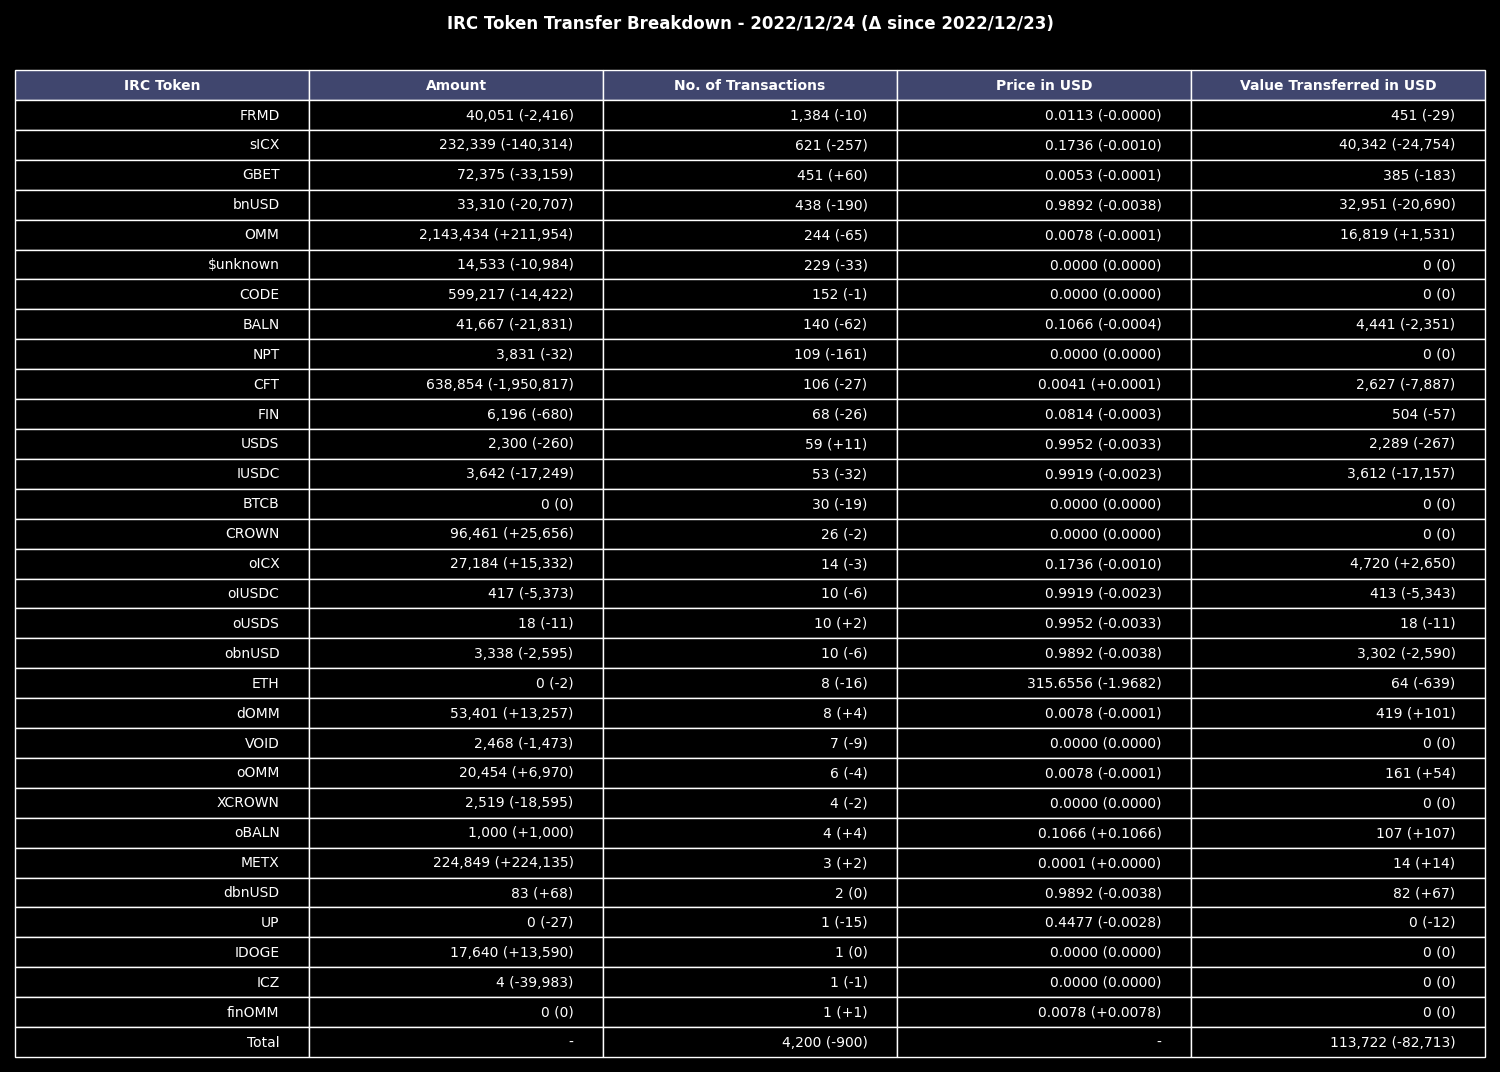 IRC Token Transfer Breakdown - 2022/12/24 (Δ since 2022/12/23)
IRC Token Amount No. of Transactions Price in USD Value Transferred in USD
FRMD 40,051 (-2,416) 1,384 (-10) 0.0113 (-0.0000) 451 (-29)
sICX 232,339 (-140,314) 621 (-257) 0.1736 (-0.0010) 40,342 (-24,754)
GBET 72,375 (-33,159) 451 (+60) 0.0053 (-0.0001) 385 (-183)
bnUSD 33,310 (-20,707) 438 (-190) 0.9892 (-0.0038) 32,951 (-20,690)
OMM 2,143,434 (+211,954) 244 (-65) 0.0078 (-0.0001) 16,819 (+1,531)
$unknown 14,533 (-10,984) 229 (-33) 0.0000 (0.0000) 0 (0)
CODE 599,217 (-14,422) 152 (-1) 0.0000 (0.0000) 0 (0)
BALN 41,667 (-21,831) 140 (-62) 0.1066 (-0.0004) 4,441 (-2,351)
NPT 3,831 (-32) 109 (-161) 0.0000 (0.0000) 0 (0)
CFT 638,854 (-1,950,817) 106 (-27) 0.0041 (+0.0001) 2,627 (-7,887)
FIN 6,196 (-680) 68 (-26) 0.0814 (-0.0003) 504 (-57)
USDS 2,300 (-260) 59 (+11) 0.9952 (-0.0033) 2,289 (-267)
IUSDC 3,642 (-17,249) 53 (-32) 0.9919 (-0.0023) 3,612 (-17,157)
BTCB 0 (0) 30 (-19) 0.0000 (0.0000) 0 (0)
CROWN 96,461 (+25,656) 26 (-2) 0.0000 (0.0000) 0 (0)
oICX 27,184 (+15,332) 14 (-3) 0.1736 (-0.0010) 4,720 (+2,650)
oIUSDC 417 (-5,373) 10 (-6) 0.9919 (-0.0023) 413 (-5,343)
oUSDS 18 (-11) 10 (+2) 0.9952 (-0.0033) 18 (-11)
obnUSD 3,338 (-2,595) 10 (-6) 0.9892 (-0.0038) 3,302 (-2,590)
ETH 0 (-2) 8 (-16) 315.6556 (-1.9682) 64 (-639)
dOMM 53,401 (+13,257) 8 (+4) 0.0078 (-0.0001) 419 (+101)
VOID 2,468 (-1,473) 7 (-9) 0.0000 (0.0000) 0 (0)
oOMM 20,454 (+6,970) 6 (-4) 0.0078 (-0.0001) 161 (+54)
XCROWN 2,519 (-18,595) 4 (-2) 0.0000 (0.0000) 0 (0)
oBALN 1,000 (+1,000) 4 (+4) 0.1066 (+0.1066) 107 (+107)
METX 224,849 (+224,135) 3 (+2) 0.0001 (+0.0000) 14 (+14)
dbnUSD 83 (+68) 2 (0) 0.9892 (-0.0038) 82 (+67)
UP 0 (-27) 1 (-15) 0.4477 (-0.0028) 0 (-12)
IDOGE 17,640 (+13,590) 1 (0) 0.0000 (0.0000) 0 (0)
ICZ 4 (-39,983) 1 (-1) 0.0000 (0.0000) 0 (0)
finOMM 0 (0) 1 (+1) 0.0078 (+0.0078) 0 (0)
Total - 4,200 (-900) - 113,722 (-82,713)